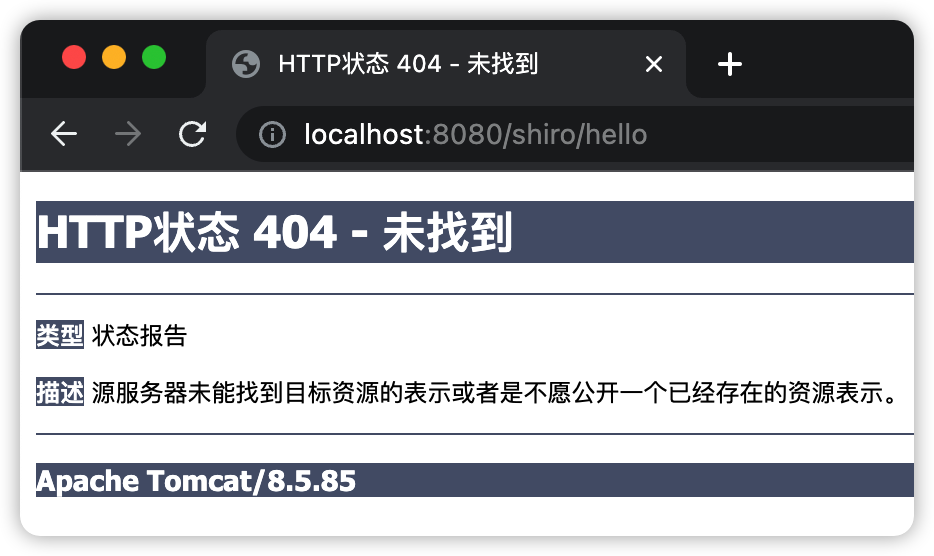 HTTP状态 404 - 未找到
localhost:8080/shiro/hello
HTTP状态 404 - 未找到
类型 状态报告
描述 源服务器未能找到目标资源的表示或者是不愿公开一个已经存在的资源表示。
Apache Tomcat/8.5.85